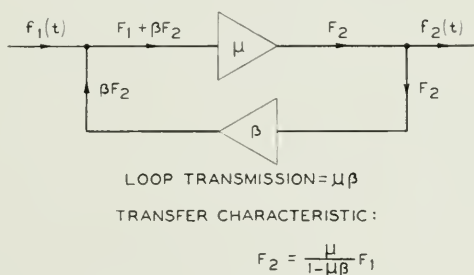 f₁(t)
F₁ + βF₂
μ
F₂
f₂(t)
βF₂
F₂
β
LOOP TRANSMISSION = μβ
TRANSFER CHARACTERISTIC:
F₂ = μ / (1-μβ) F₁